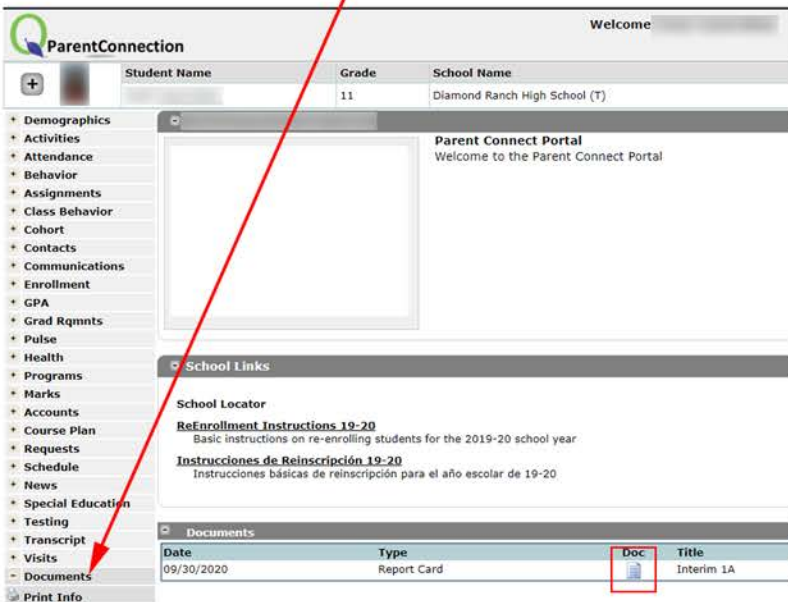 ParentConnection
Welcome
Student Name Grade School Name
11 Diamond Ranch High School (T)
Demographics
Activities
Attendance
Behavior
Assignments
Class Behavior
Cohort
Contacts
Communications
Enrollment
GPA
Grad Rqmnts
Pulse
Health
Programs
Marks
Accounts
Course Plan
Requests
Schedule
News
Special Education
Testing
Transcript
Visits
Documents
Print Info
Parent Connect Portal
Welcome to the Parent Connect Portal
School Links
School Locator
ReEnrollment Instructions 19-20
Basic instructions on re-enrolling students for the 2019-20 school year
Instrucciones de Reinscripción 19-20
Instrucciones básicas de reinscripción para el año escolar de 19-20
Documents
Date Type Doc Title
09/30/2020 Report Card Interim 1A